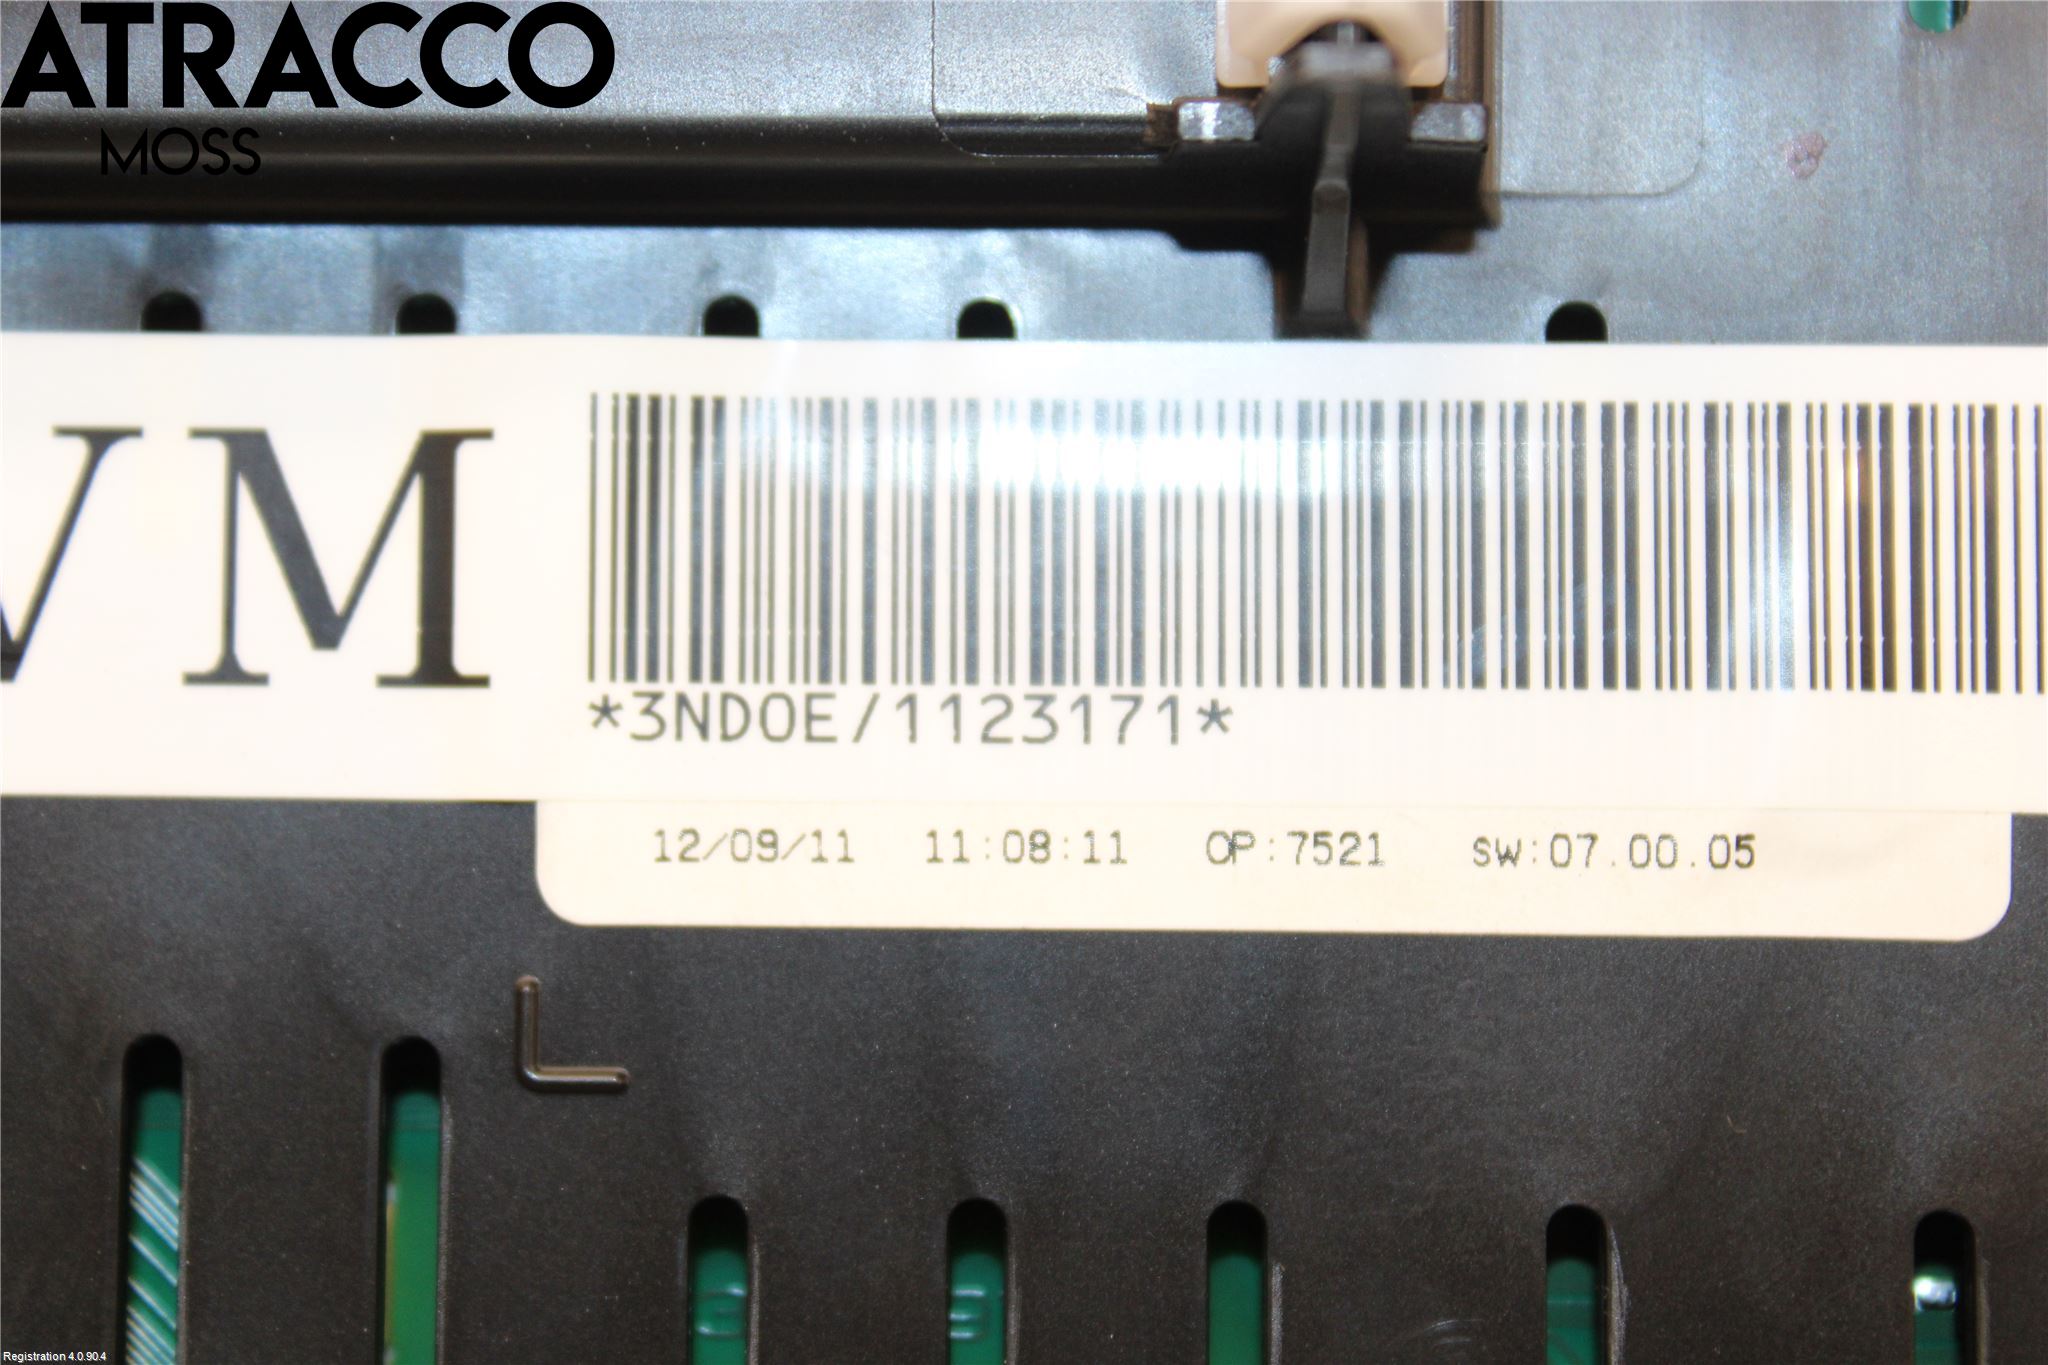 ATRACCO
MOSS
VM
*3NDOE/1123171*
12/09/11 11:08:11 OP:7521 SW:07.00.05
L
Registration 4.0.90.4